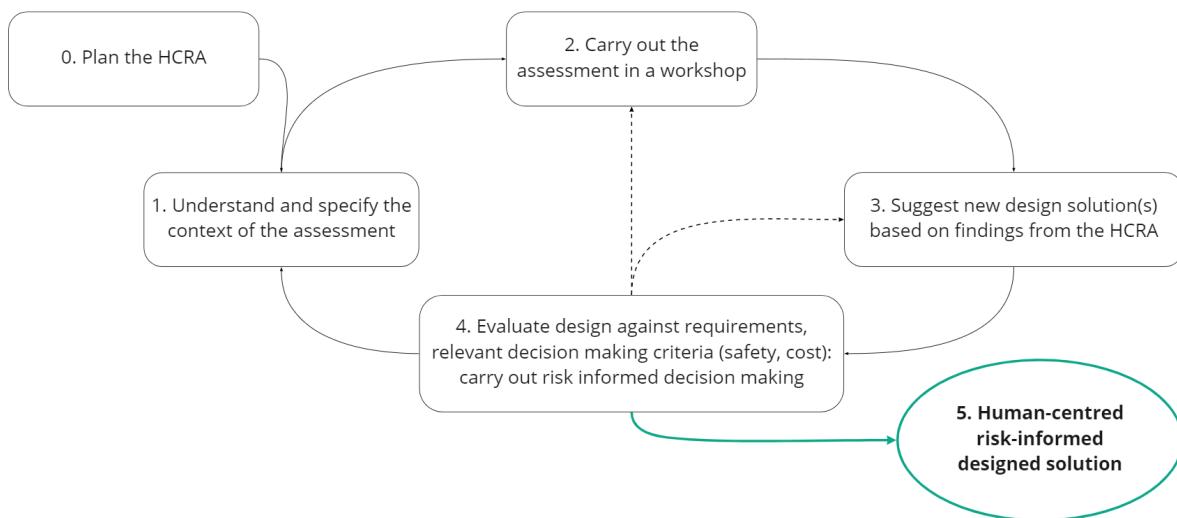 0. Plan the HCRA
2. Carry out the
assessment in a workshop
1. Understand and specify the
context of the assessment
3. Suggest new design solution(s)
based on findings from the HCRA
4. Evaluate design against requirements,
relevant decision making criteria (safety, cost):
carry out risk informed decision making
5. Human-centred
risk-informed
designed solution